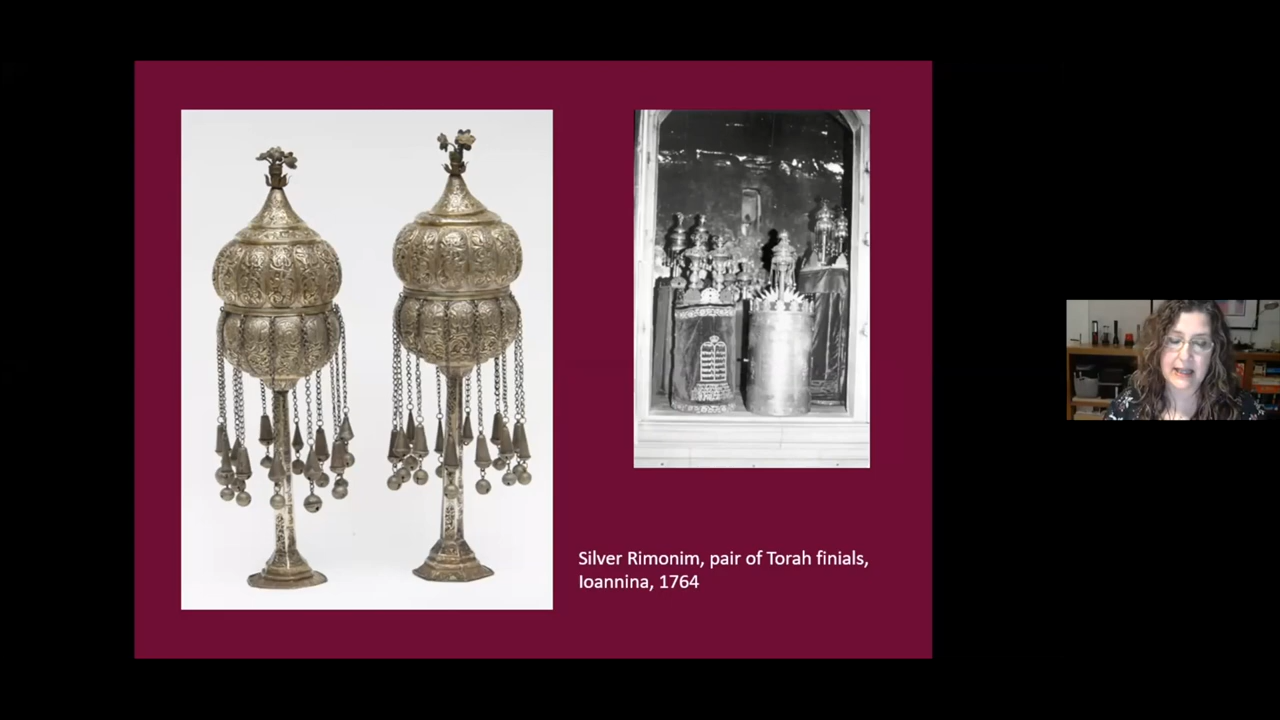 Silver Rimonim, pair of Torah finials,
Ioannina, 1764